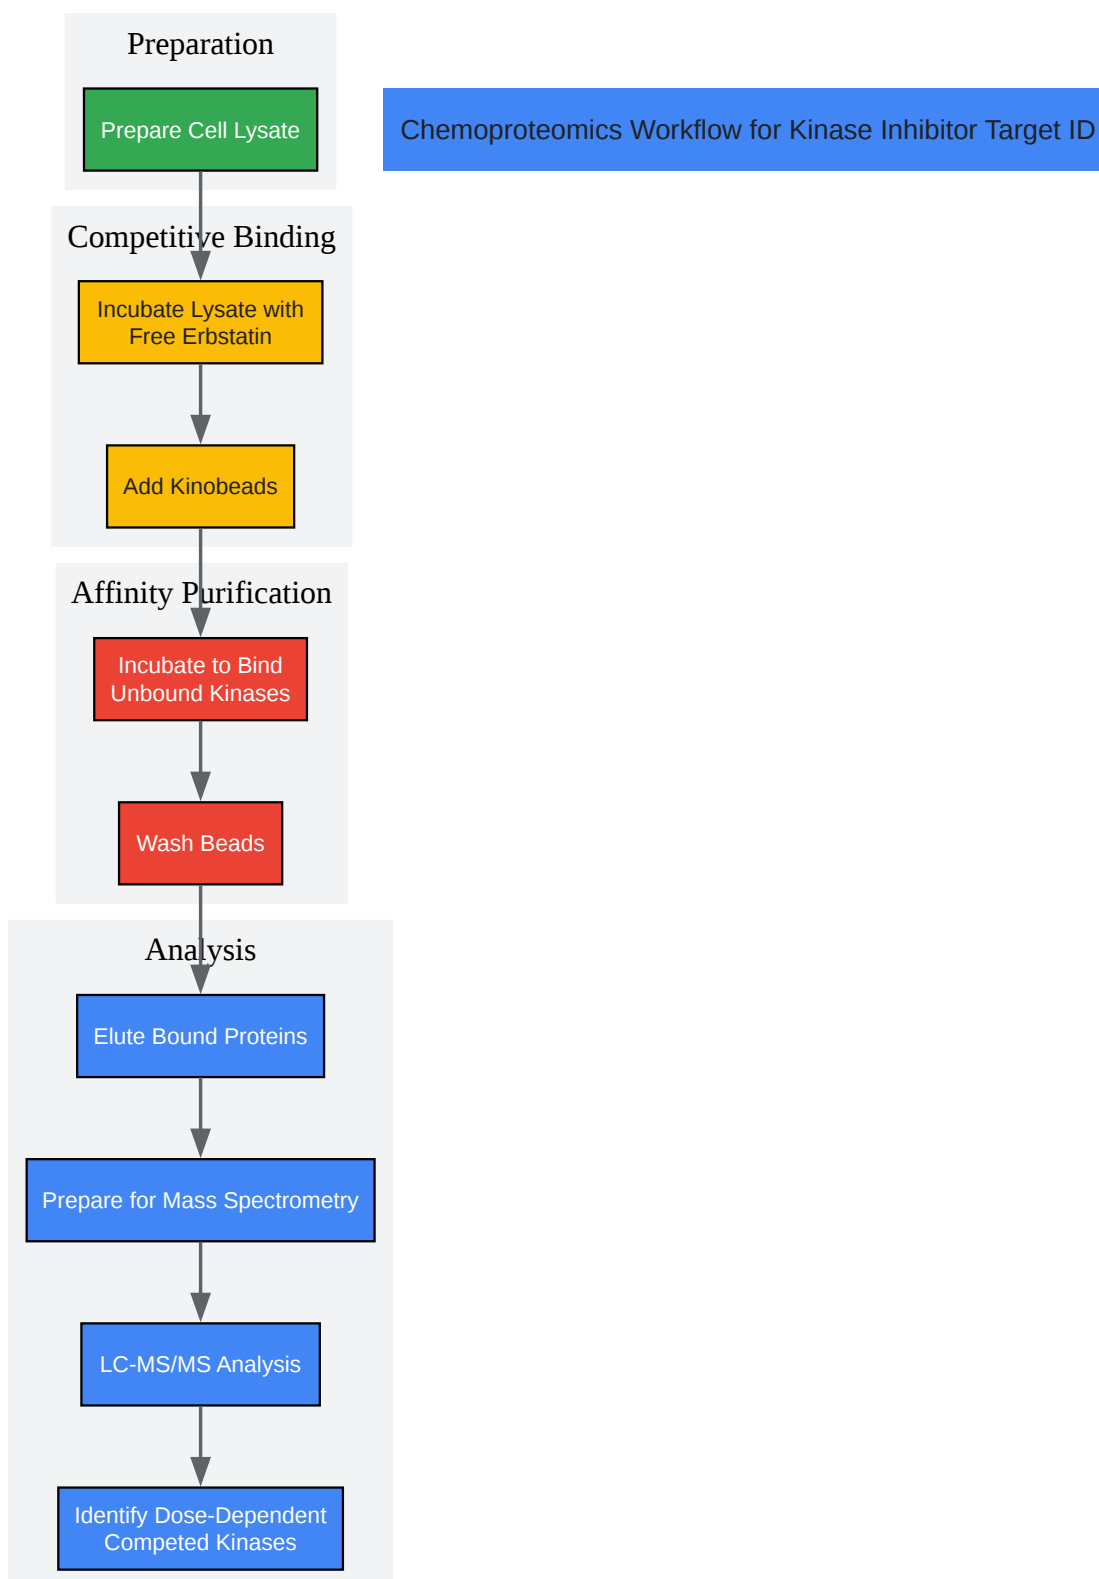 Preparation
Prepare Cell Lysate
Chemoproteomics Workflow for Kinase Inhibitor Target ID
Competitive Binding
Incubate Lysate with
Free Erbstatin
Add Kinobeads
Affinity Purification
Incubate to Bind
Unbound Kinases
Wash Beads
Analysis
Elute Bound Proteins
Prepare for Mass Spectrometry
LC-MS/MS Analysis
Identify Dose-Dependent
Competed Kinases